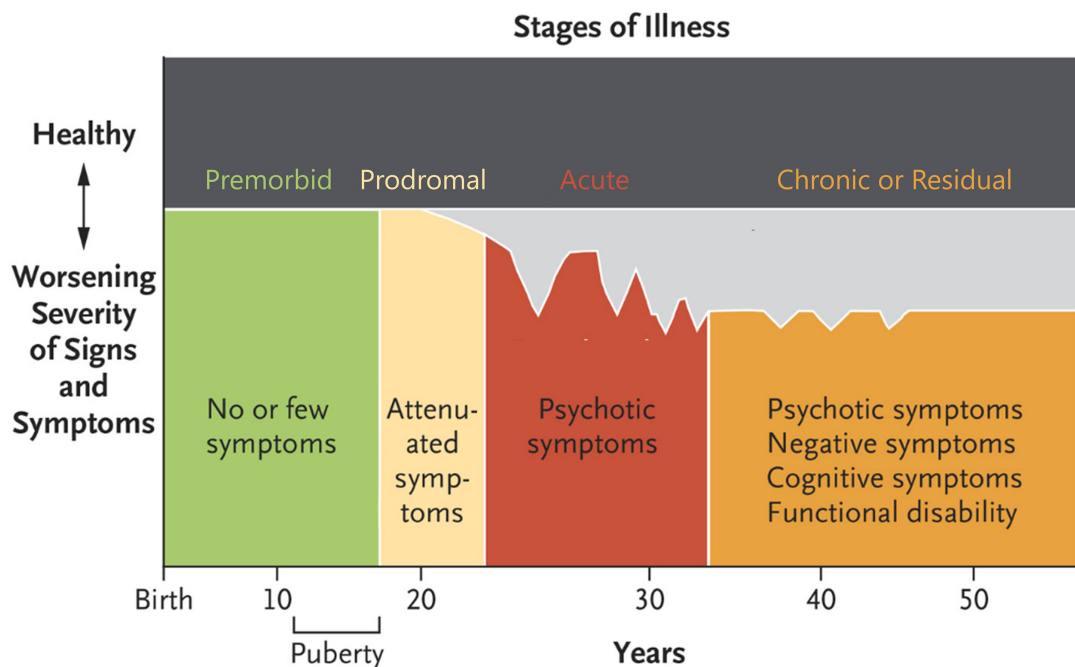 Stages of Illness
Healthy
Worsening
Severity
of Signs
and
Symptoms
Premorbid
Prodromal
Acute
Chronic or Residual
No or few
symptoms
Attenu-
ated
symp-
toms
Psychotic
symptoms
Psychotic symptoms
Negative symptoms
Cognitive symptoms
Functional disability
Birth 10 20 30 40 50
Puberty
Years